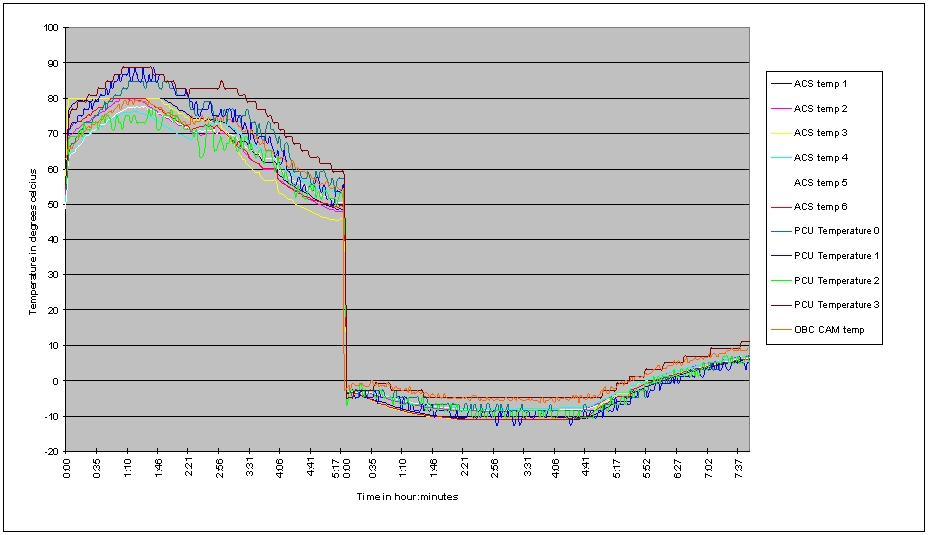 100
90
80
70
60
50
40
30
20
10
0
-10
-20
Temperature in degrees celacius
0:00 0:35 1:10 1:46 2:21 2:56 3:31 4:06 4:41 5:17 0:00 0:35 1:10 1:46 2:21 2:56 3:31 4:06 4:41 5:17 5:52 6:27 7:02 7:37
Time in hour:minutes
ACS temp 1
ACS temp 2
ACS temp 3
ACS temp 4
ACS temp 5
ACS temp 6
PCU Temperature 0
PCU Temperature 1
PCU Temperature 2
PCU Temperature 3
OBC CAM temp